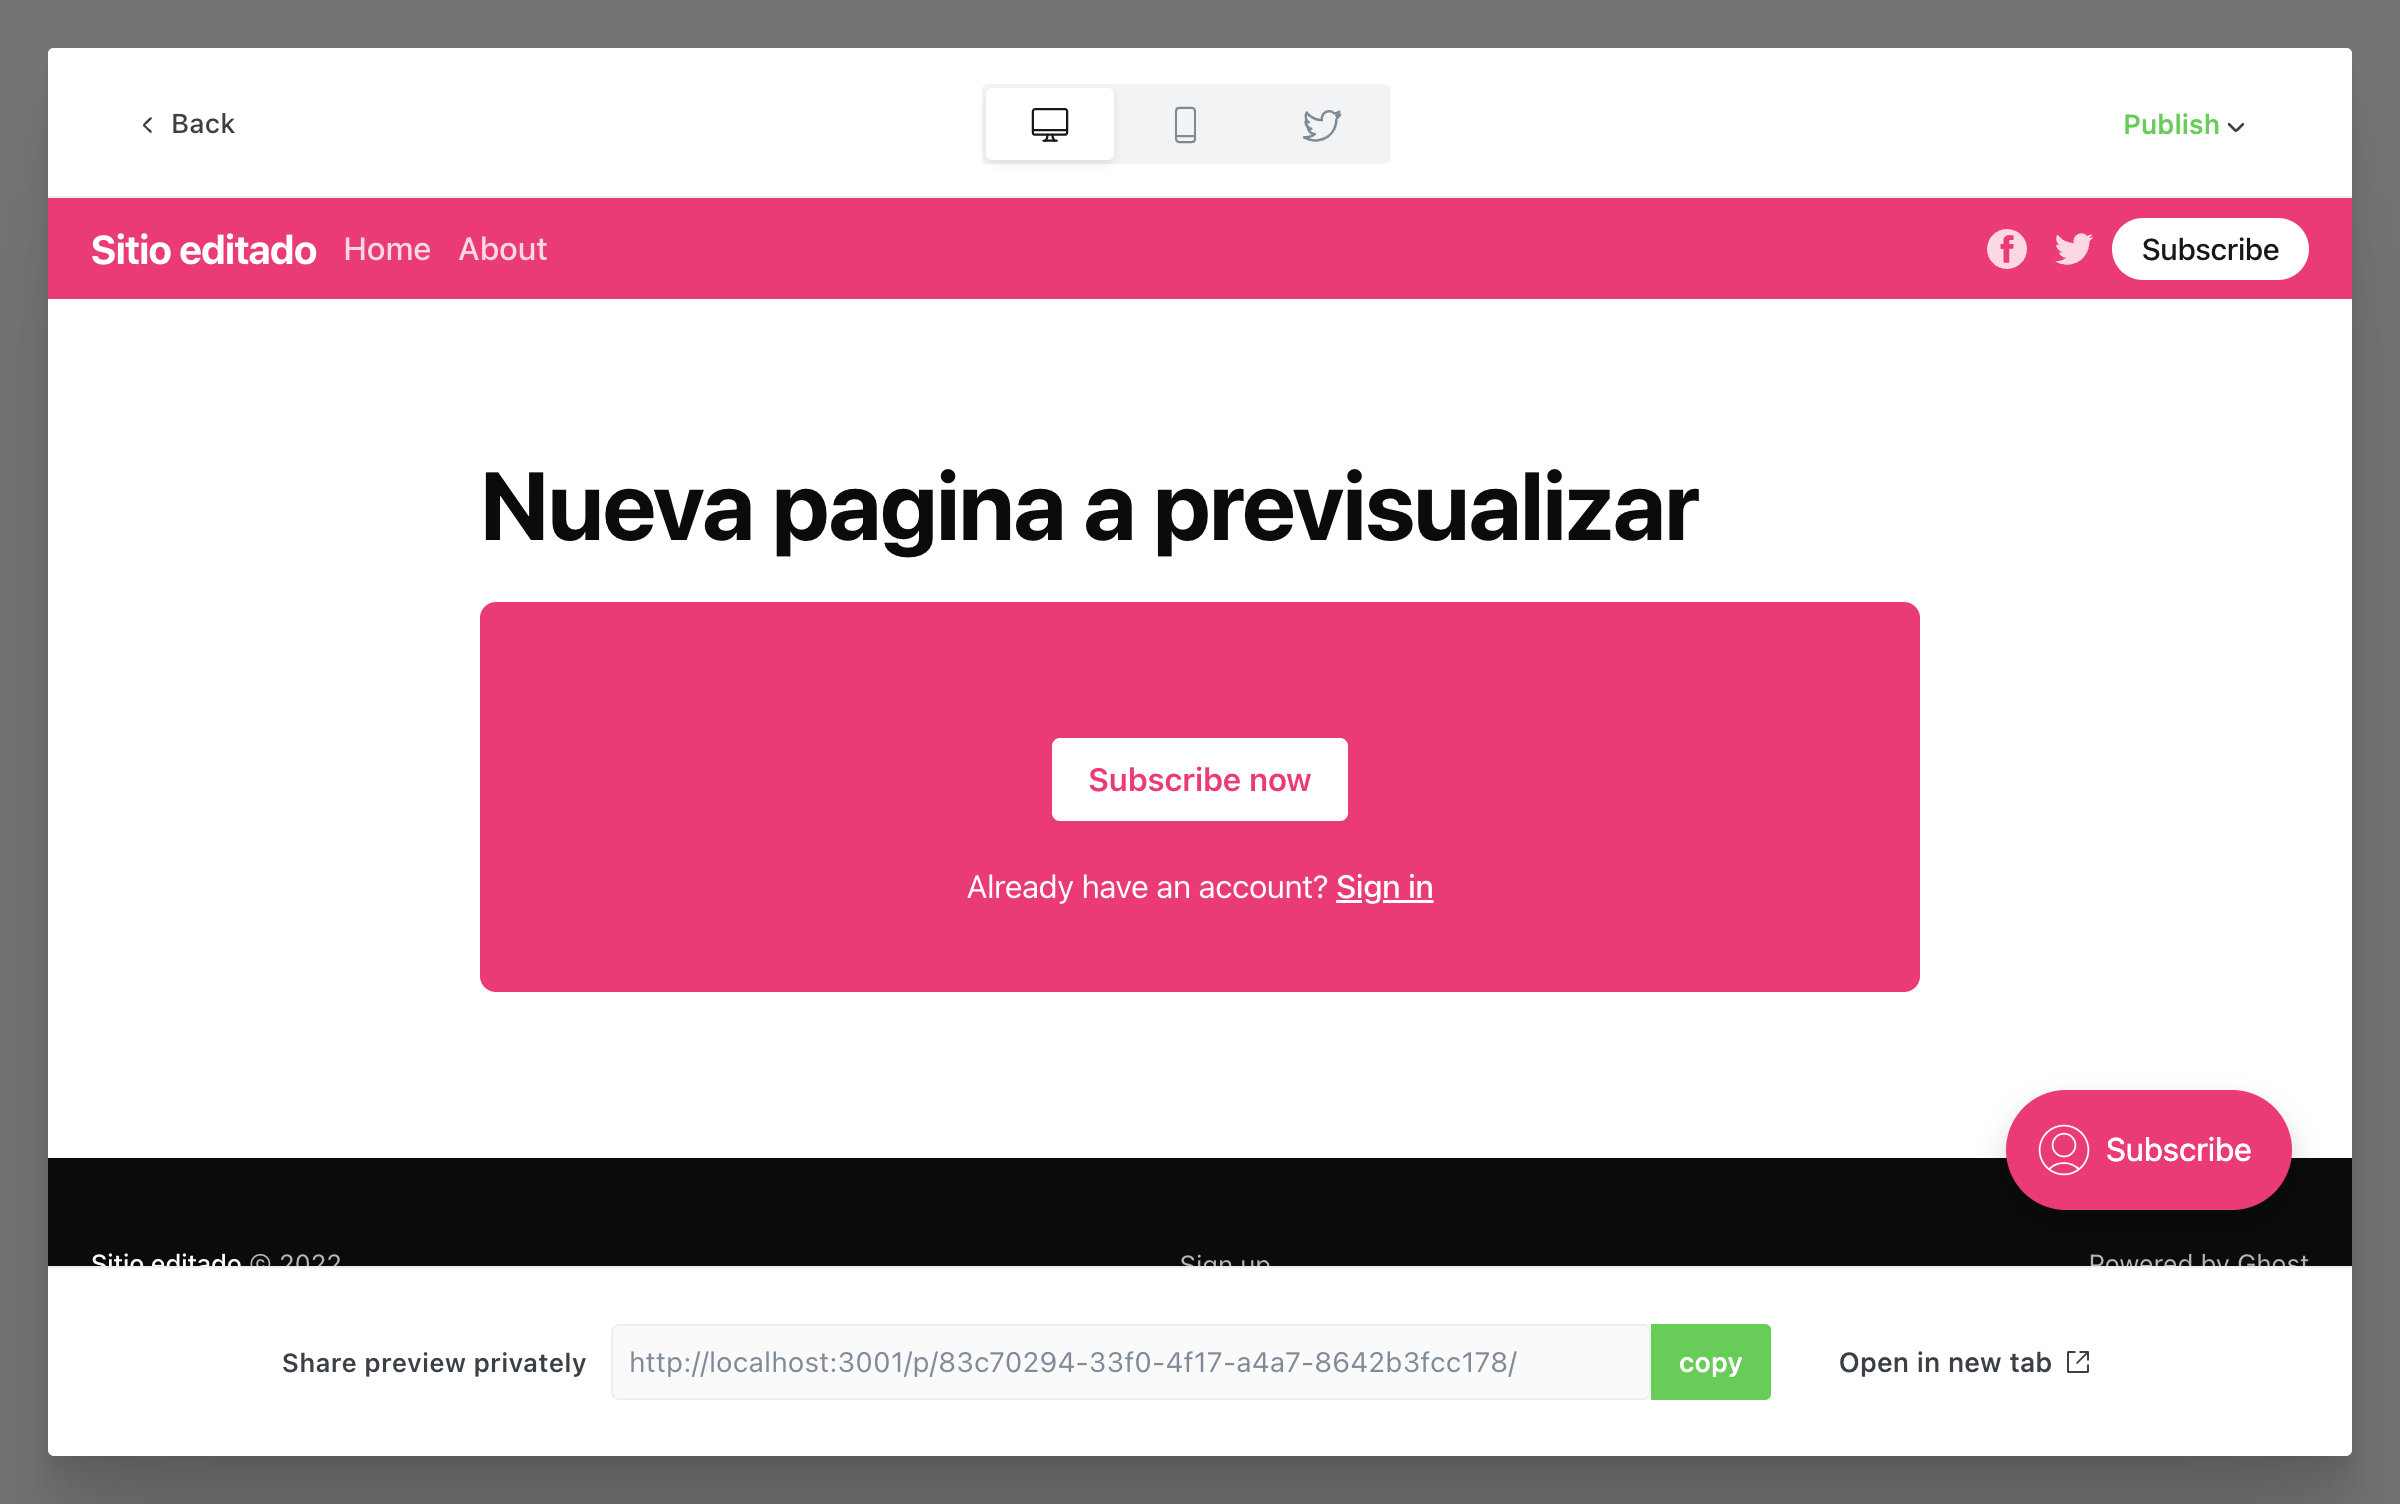 Back
Publish
Sitio editado Home About Subscribe
Nueva pagina a previsualizar
Subscribe now
Already have an account? Sign in
Subscribe
Sitio editado © 2022 Sign up Powered by Ghost
Share preview privately http://localhost:3001/p/83c70294-33f0-4f17-a4a7-8642b3fcc178/ copy Open in new tab